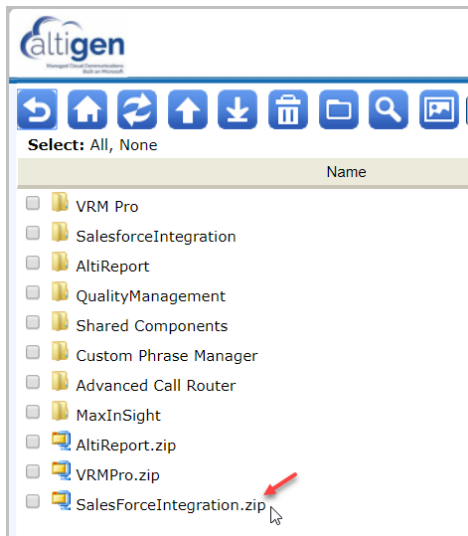 altigen
Managed Cloud Communications
Built on Microsoft
Select: All, None
Name
VRM Pro
SalesforceIntegration
AltiReport
QualityManagement
Shared Components
Custom Phrase Manager
Advanced Call Router
MaxInSight
AltiReport.zip
VRMPro.zip
SalesForceIntegration.zip